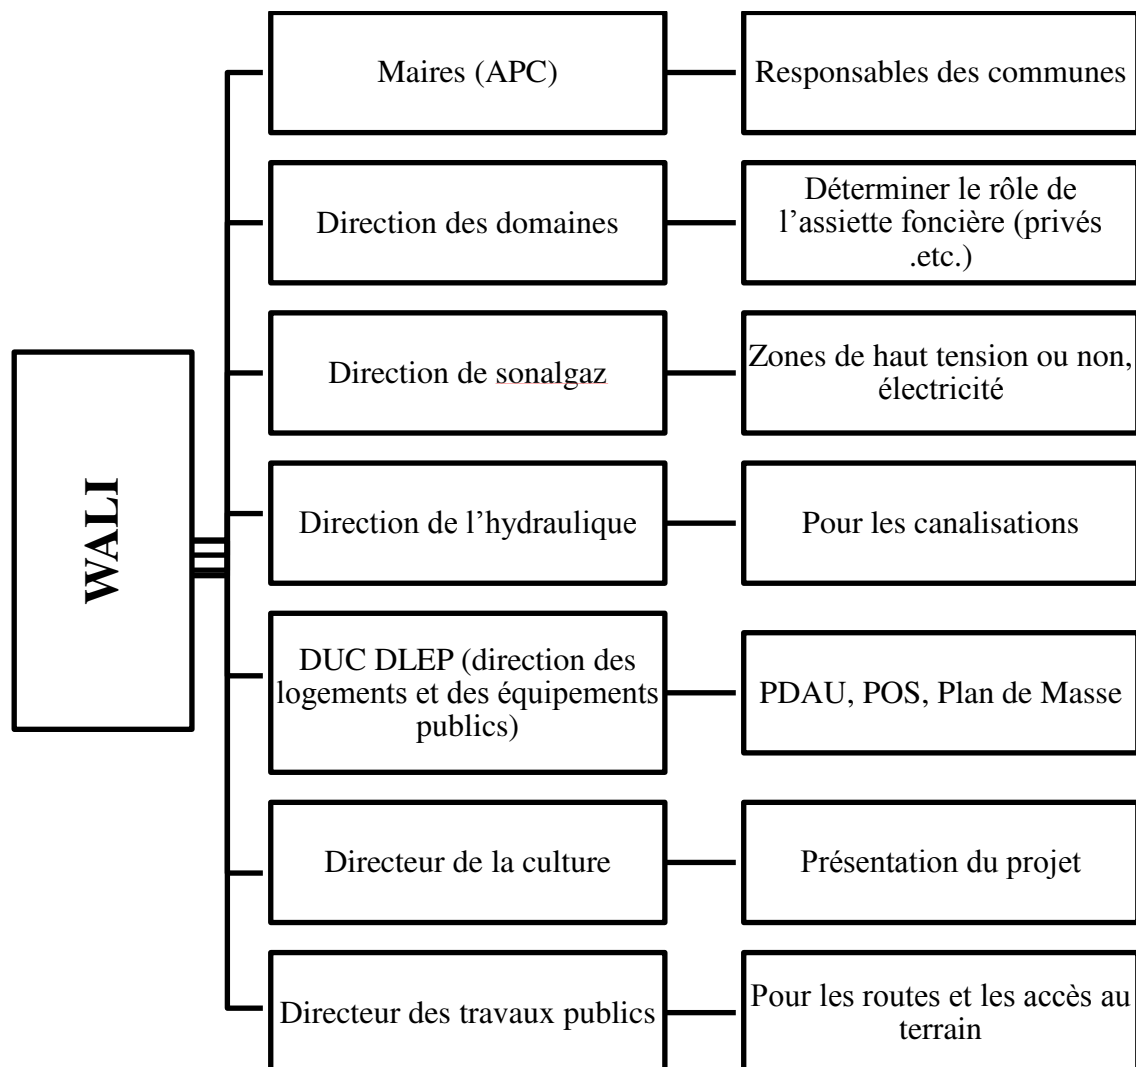 WALI
Maires (APC)
Responsables des communes
Direction des domaines
Déterminer le rôle de
l’assiette foncière (privés
.etc.)
Direction de sonalgaz
Zones de haut tension ou non,
électricité
Direction de l’hydraulique
Pour les canalisations
DUC DLEP (direction des
logements et des équipements
publics)
PDAU, POS, Plan de Masse
Directeur de la culture
Présentation du projet
Directeur des travaux publics
Pour les routes et les accès au
terrain